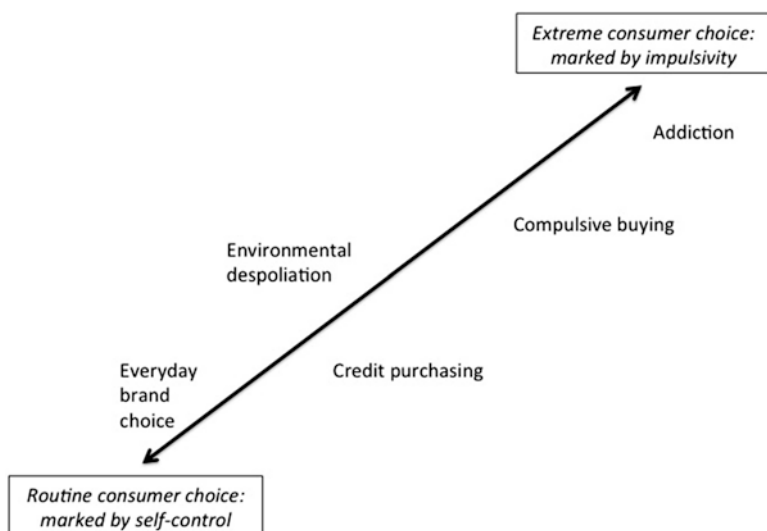 Extreme consumer choice:
marked by impulsivity
Addiction
Compulsive buying
Environmental
despoliation
Everyday
brand
choice
Credit purchasing
Routine consumer choice:
marked by self-control